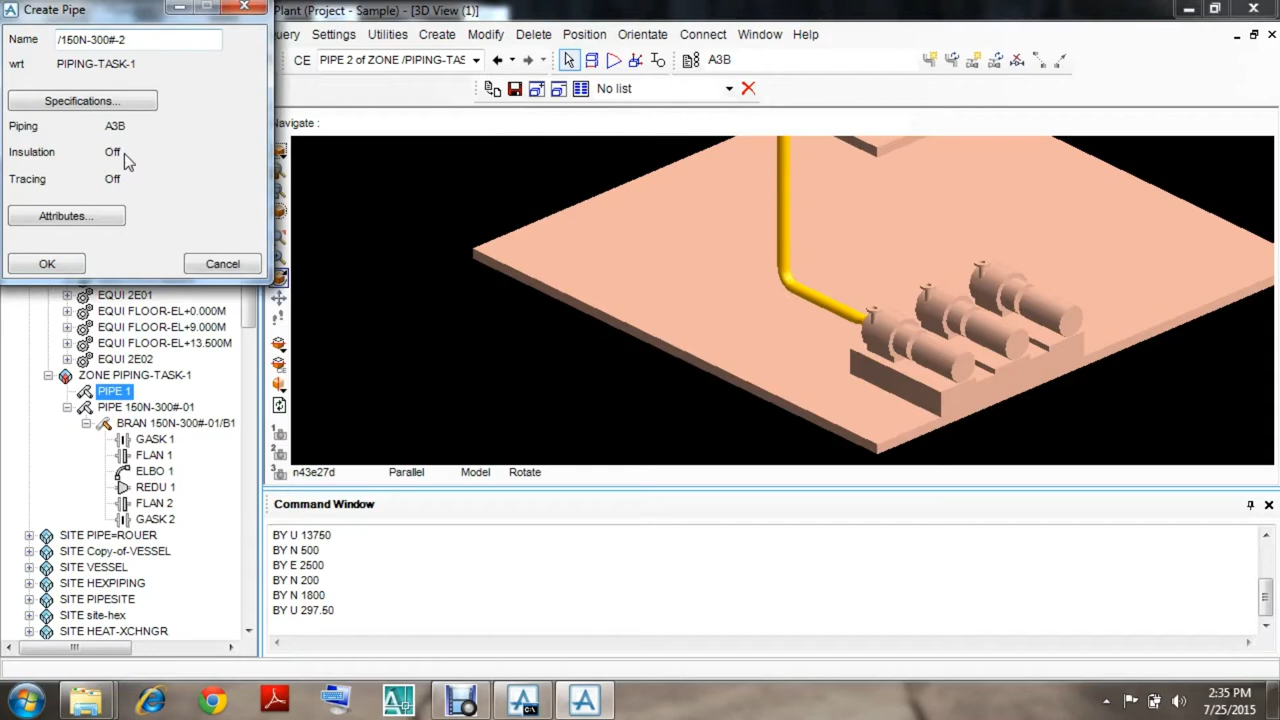 Create Pipe
Plant (Project - Sample) - [3D View (1)]
Name /150N-300#-2
wrt PIPING-TASK-1
Specifications...
Piping A3B
Insulation Off
Tracing Off
Attributes...
OK Cancel
Settings Utilities Create Modify Delete Position Orientate Connect Window Help
CE PIPE 2 of ZONE /PIPING-TAS A3B
No list
Navigate :
EQUI 2E01
EQUI FLOOR-EL+0.000M
EQUI FLOOR-EL+9.000M
EQUI FLOOR-EL+13.500M
EQUI 2E02
ZONE PIPING-TASK-1
PIPE 1
PIPE 150N-300#-01
BRAN 150N-300#-01/B1
GASK 1
FLAN 1
ELBO 1
REDU 1
FLAN 2
GASK 2
SITE PIPE=ROUER
SITE Copy-of-VESSEL
SITE VESSEL
SITE HEXPIPING
SITE PIPESITE
SITE site-hex
SITE HEAT-XCHNGR
CE
1
2
3
n43e27d Parallel Model Rotate
Command Window
BY U 13750
BY N 500
BY E 2500
BY N 200
BY N 1800
BY U 297.50
2:35 PM
7/25/2015